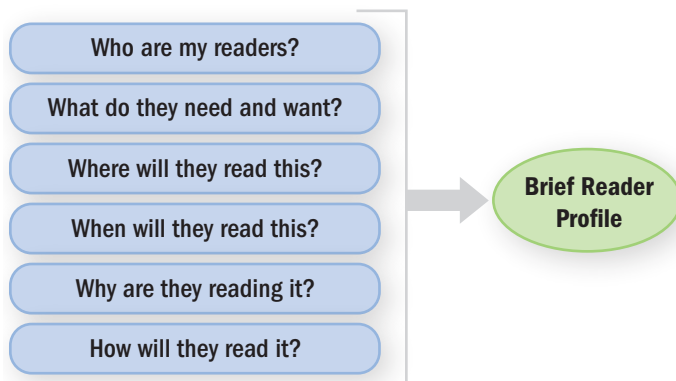 Who are my readers?
What do they need and want?
Where will they read this?
When will they read this?
Why are they reading it?
How will they read it?
Brief Reader
Profile